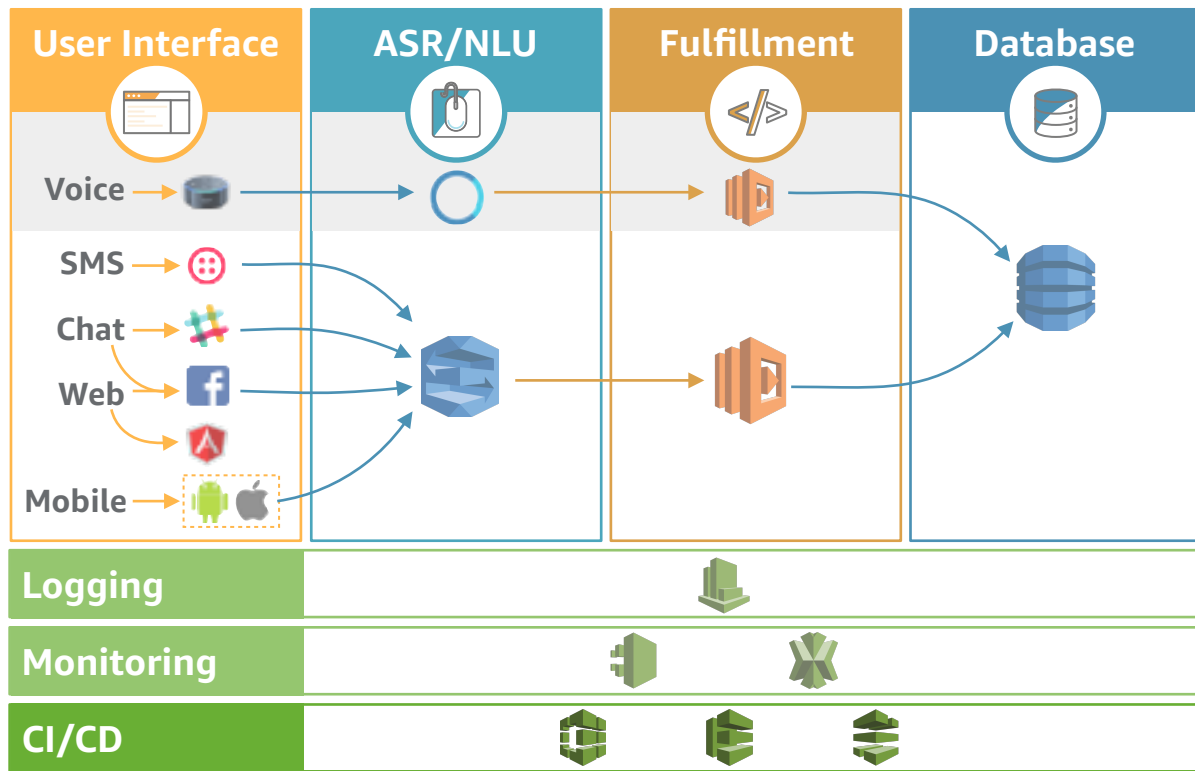 User Interface
ASR/NLU
Fulfillment
Database
Voice
SMS
Chat
Web
Mobile
Logging
Monitoring
CI/CD